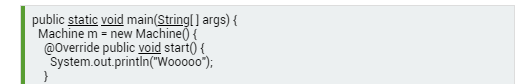 public static void main(String[ ] args) {
Machine m = new Machine() {
@Override public void start() {
System.out.println("Wooooo");
}